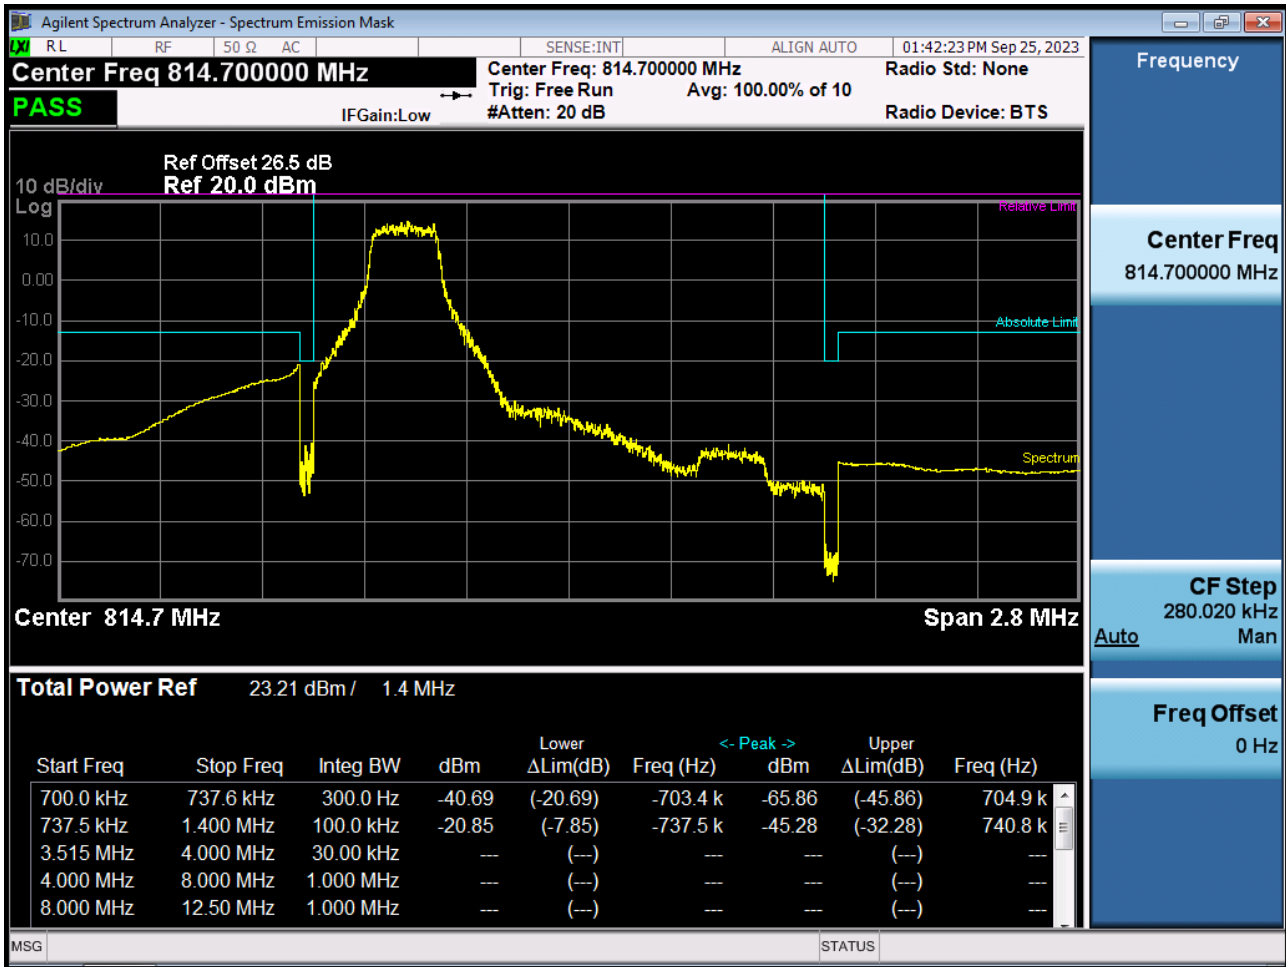 Agilent Spectrum Analyzer - Spectrum Emission Mask
LXI RL RF 50 Ω AC SENSE:INT ALIGN AUTO 01:42:23 PM Sep 25, 2023
Center Freq 814.700000 MHz
Center Freq: 814.700000 MHz Radio Std: None
Trig: Free Run Avg: 100.00% of 10
PASS
IFGain:Low #Atten: 20 dB Radio Device: BTS
Ref Offset 26.5 dB
10 dB/div Ref 20.0 dBm
Log
Relative Limit
10.0
0.00
-10.0
Absolute Limit
-20.0
-30.0
-40.0
Spectrum
-50.0
-60.0
-70.0
Center 814.7 MHz Span 2.8 MHz
Total Power Ref 23.21 dBm / 1.4 MHz
Lower <- Peak -> Upper
Start Freq Stop Freq Integ BW dBm ΔLim(dB) Freq (Hz) dBm ΔLim(dB) Freq (Hz)
700.0 kHz 737.6 kHz 300.0 Hz -40.69 (-20.69) -703.4 k -65.86 (-45.86) 704.9 k
737.5 kHz 1.400 MHz 100.0 kHz -20.85 (-7.85) -737.5 k -45.28 (-32.28) 740.8 k
3.515 MHz 4.000 MHz 30.00 kHz --- (---) --- --- (---) ---
4.000 MHz 8.000 MHz 1.000 MHz --- (---) --- --- (---) ---
8.000 MHz 12.50 MHz 1.000 MHz --- (---) --- --- (---) ---
MSG STATUS
Frequency
Center Freq
814.700000 MHz
CF Step
280.020 kHz
Auto Man
Freq Offset
0 Hz